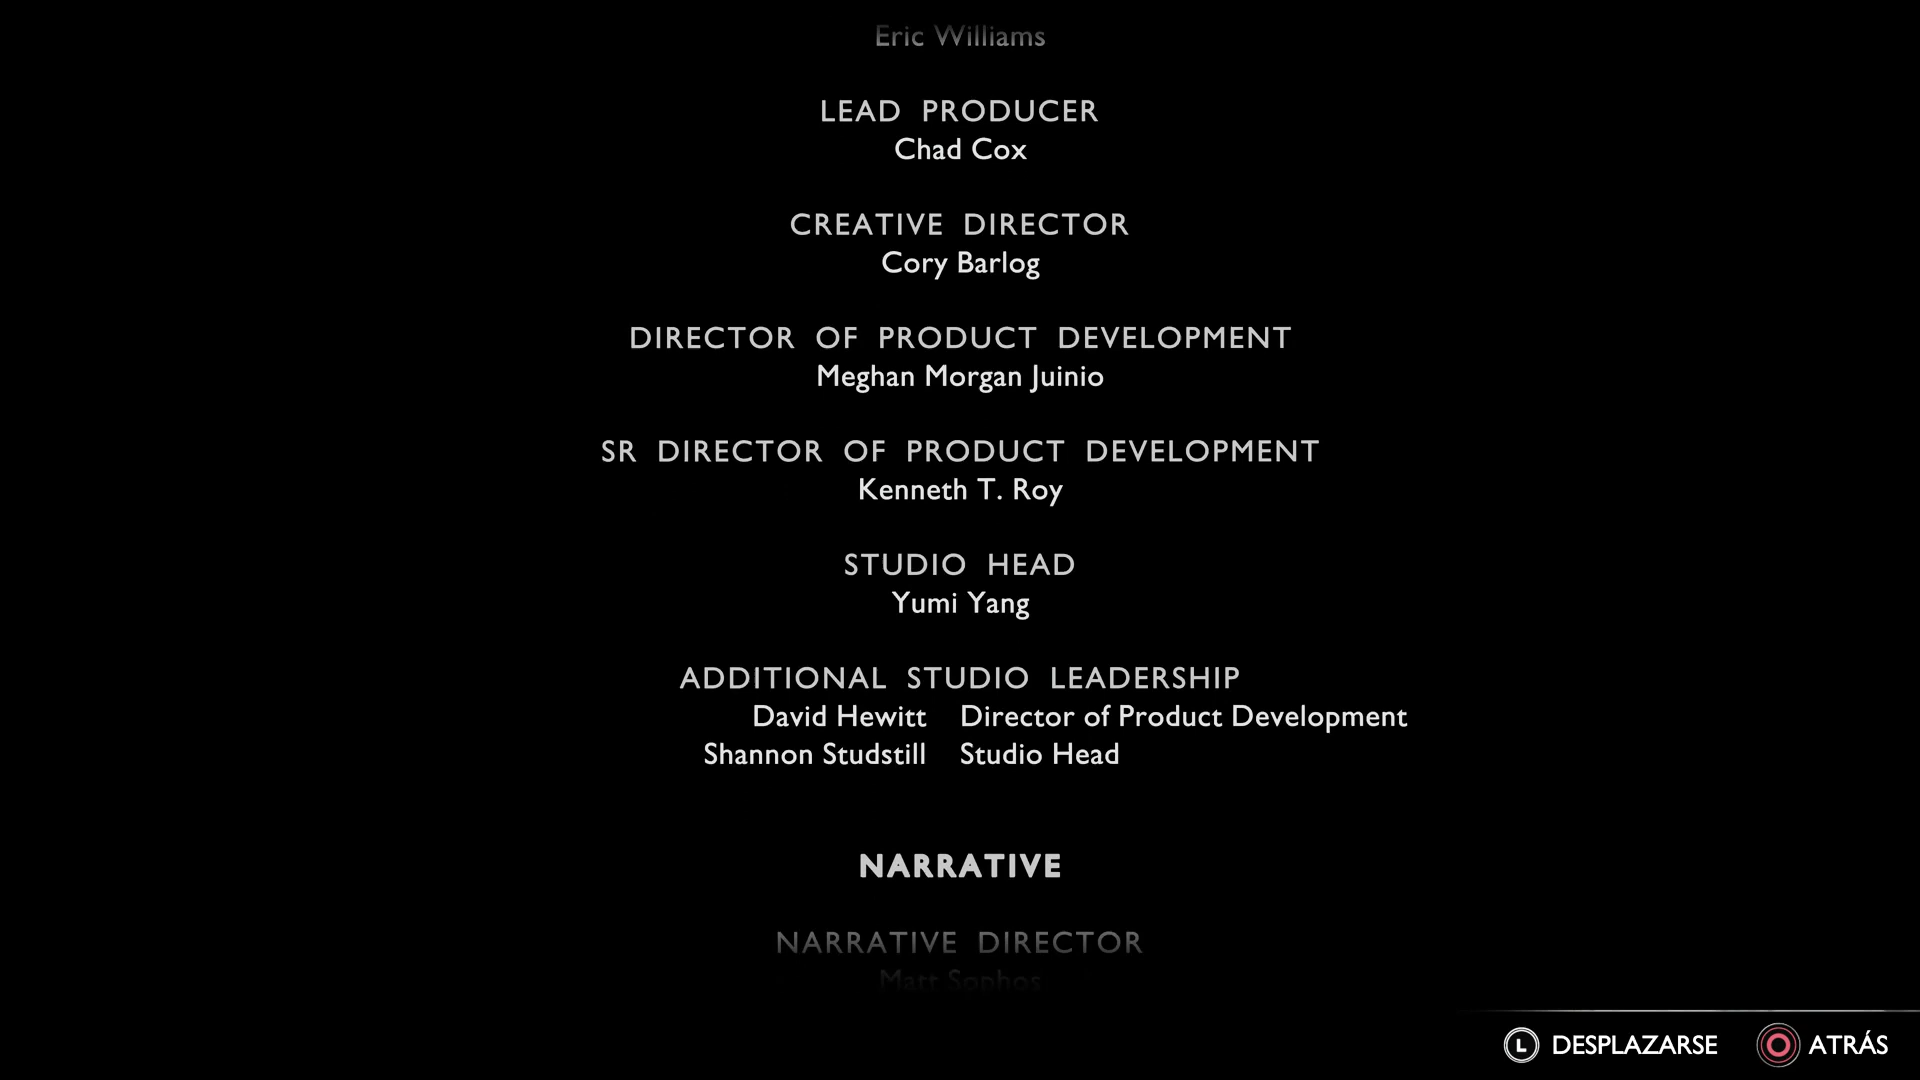 Eric Williams
LEAD PRODUCER
Chad Cox
CREATIVE DIRECTOR
Cory Barlog
DIRECTOR OF PRODUCT DEVELOPMENT
Meghan Morgan Juinio
SR DIRECTOR OF PRODUCT DEVELOPMENT
Kenneth T. Roy
STUDIO HEAD
Yumi Yang
ADDITIONAL STUDIO LEADERSHIP
David Hewitt Director of Product Development
Shannon Studstill Studio Head
NARRATIVE
NARRATIVE DIRECTOR
Matt Sophos
L DESPLAZARSE ATRÁS